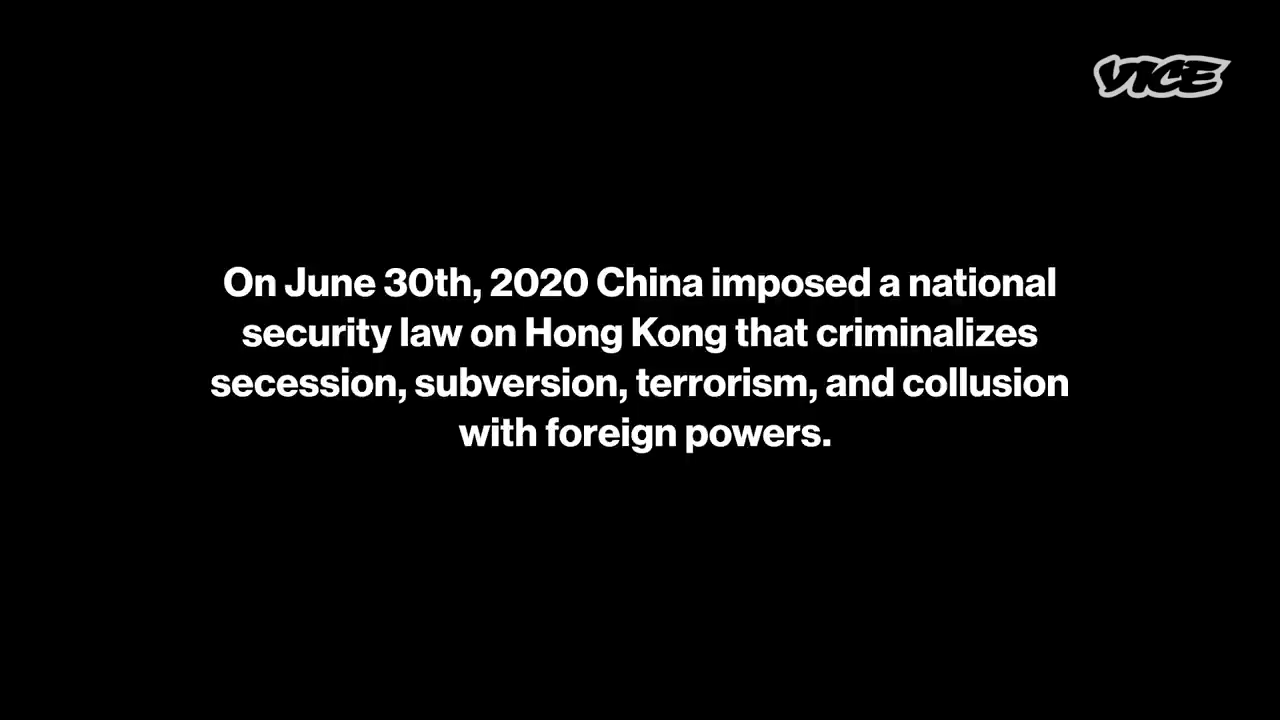 VICE
On June 30th, 2020 China imposed a national
security law on Hong Kong that criminalizes
secession, subversion, terrorism, and collusion
with foreign powers.